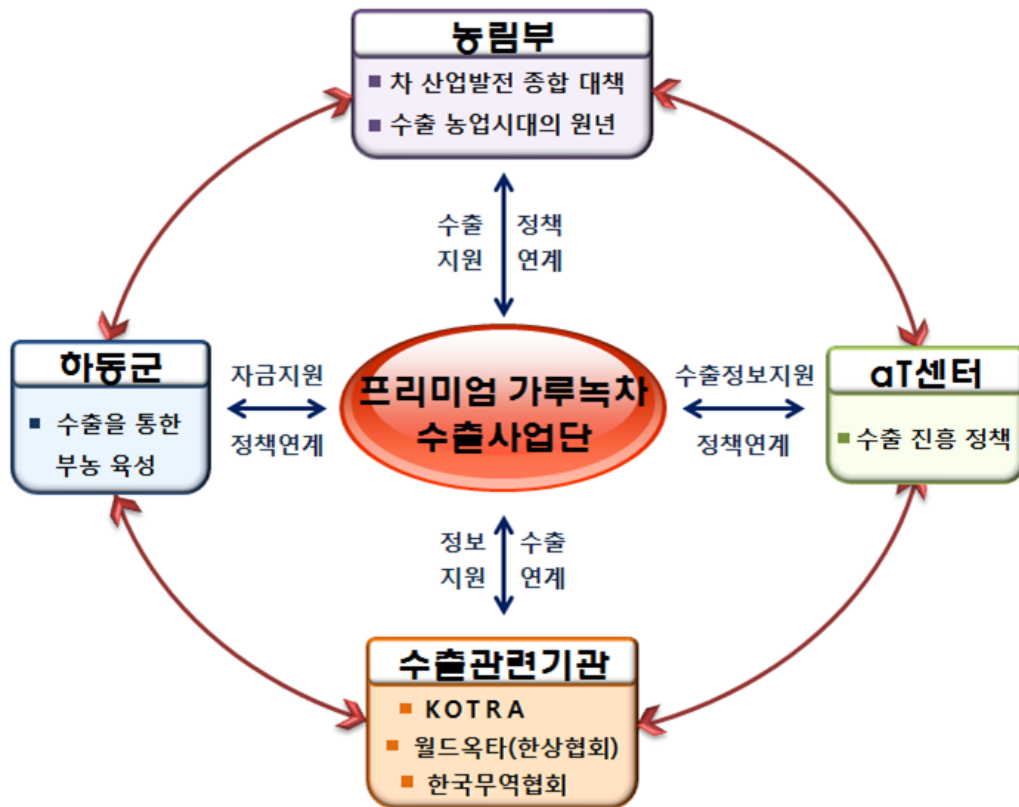 농림부
■ 차 산업발전 종합 대책
■ 수출 농업시대의 원년
수출 정책
지원 연계
하동군
■ 수출을 통한
부농 육성
자금지원
정책연계
프리미엄 가루녹차
수출사업단
수출정보지원
정책연계
aT센터
■ 수출 진흥 정책
정보 수출
지원 연계
수출관련기관
■ KOTRA
■ 월드옥타(한상협회)
■ 한국무역협회